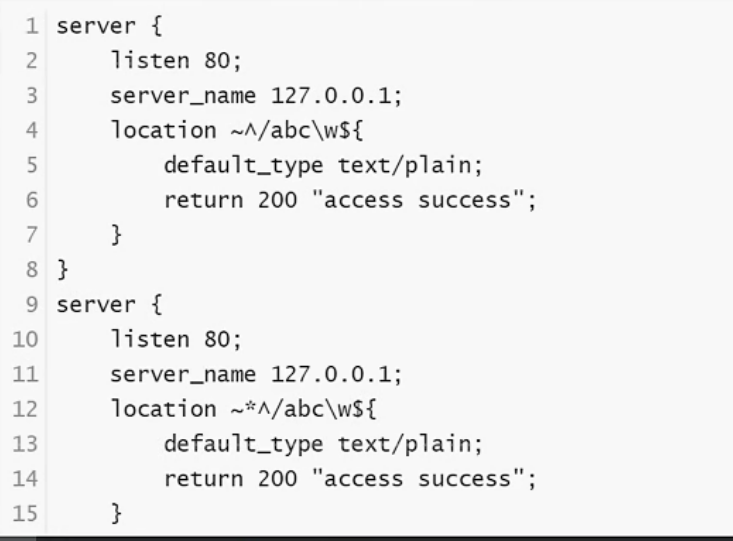 1 server {
2     listen 80;
3     server_name 127.0.0.1;
4     location ~^/abc\w${
5         default_type text/plain;
6         return 200 "access success";
7     }
8 }
9 server {
10     listen 80;
11     server_name 127.0.0.1;
12     location ~*^/abc\w${
13         default_type text/plain;
14         return 200 "access success";
15     }